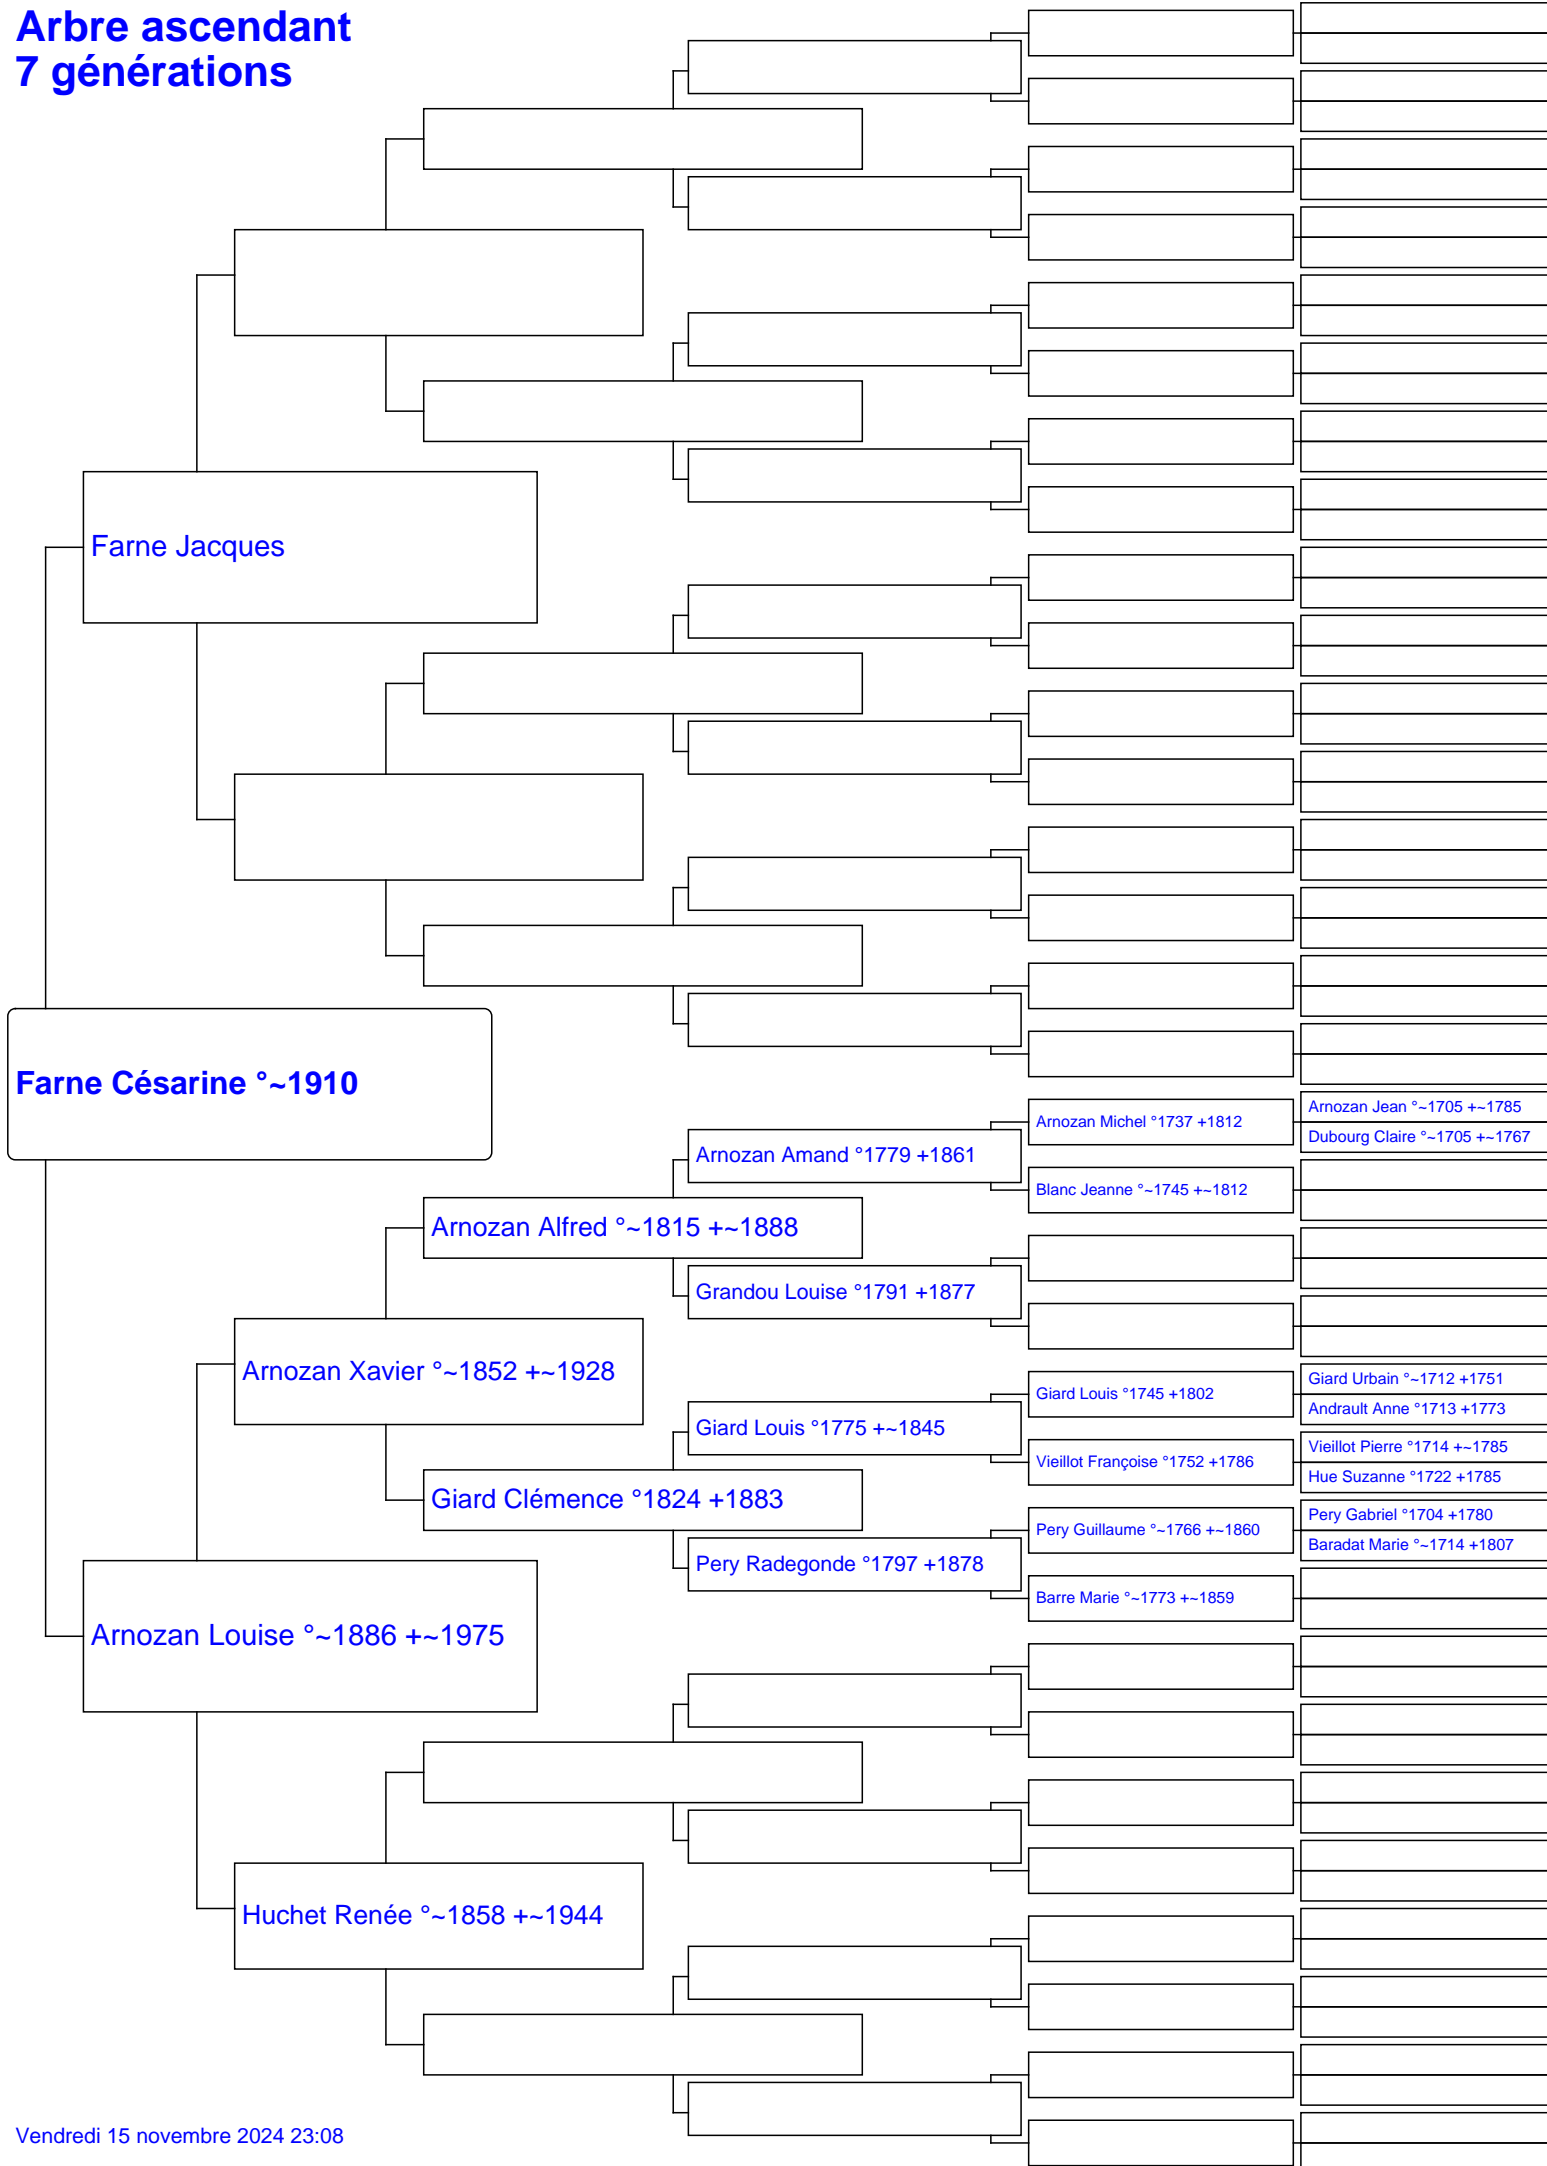 Arbre ascendant
7 générations
Farne Jacques
Farne Césarine °~1910
Arnozan Jean °~1705 +~1785
Arnozan Michel °1737 +1812
Dubourg Claire °~1705 +~1767
Arnozan Amand °1779 +1861
Blanc Jeanne °~1745 +~1812
Arnozan Alfred °~1815 +~1888
Grandou Louise °1791 +1877
Arnozan Xavier °~1852 +~1928
Giard Urbain °~1712 +1751
Giard Louis °1745 +1802
Andrault Anne °1713 +1773
Giard Louis °1775 +~1845
Vieillot Pierre °1714 +~1785
Vieillot Françoise °1752 +1786
Hue Suzanne °1722 +1785
Giard Clémence °1824 +1883
Pery Gabriel °1704 +1780
Pery Guillaume °~1766 +~1860
Baradat Marie °~1714 +1807
Pery Radegonde °1797 +1878
Barre Marie °~1773 +~1859
Arnozan Louise °~1886 +~1975
Huchet Renée °~1858 +~1944
Vendredi 15 novembre 2024 23:08